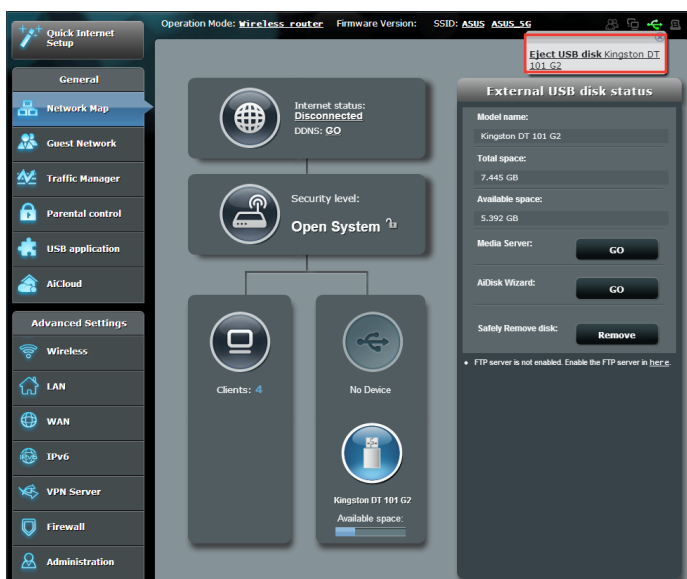 Quick Internet
Setup
Operation Mode: Wireless router Firmware Version: SSID: ASUS ASUS_5G
Eject USB disk Kingston DT
101 G2
General
Network Map
Guest Network
Traffic Manager
Parental control
USB application
AiCloud
Advanced Settings
Wireless
LAN
WAN
IPv6
VPN Server
Firewall
Administration
Internet status:
Disconnected
DDNS: GO
Security level:
Open System
Clients: 4
No Device
Kingston DT 101 G2
Available space:
External USB disk status
Model name:
Kingston DT 101 G2
Total space:
7.445 GB
Available space:
5.392 GB
Media Server: GO
AiDisk Wizard: GO
Safely Remove disk: Remove
• FTP server is not enabled. Enable the FTP server in here.